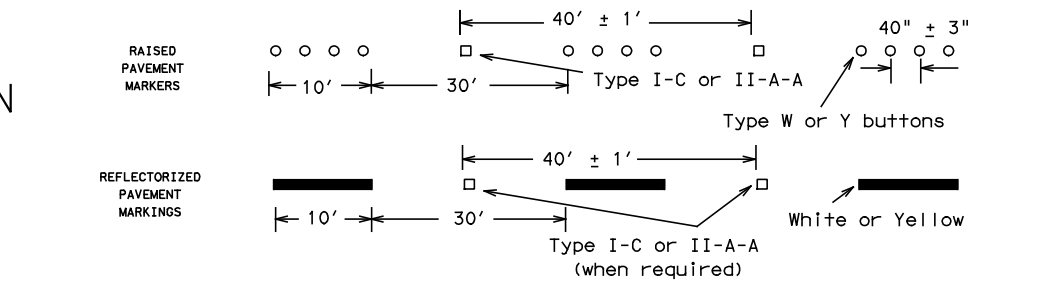 40' ± 1'
40" ± 3"
RAISED
PAVEMENT
MARKERS
10'
30'
Type I-C or II-A-A
Type W or Y buttons
N
40' ± 1'
REFLECTORIZED
PAVEMENT
MARKINGS
10'
30'
White or Yellow
Type I-C or II-A-A
(when required)